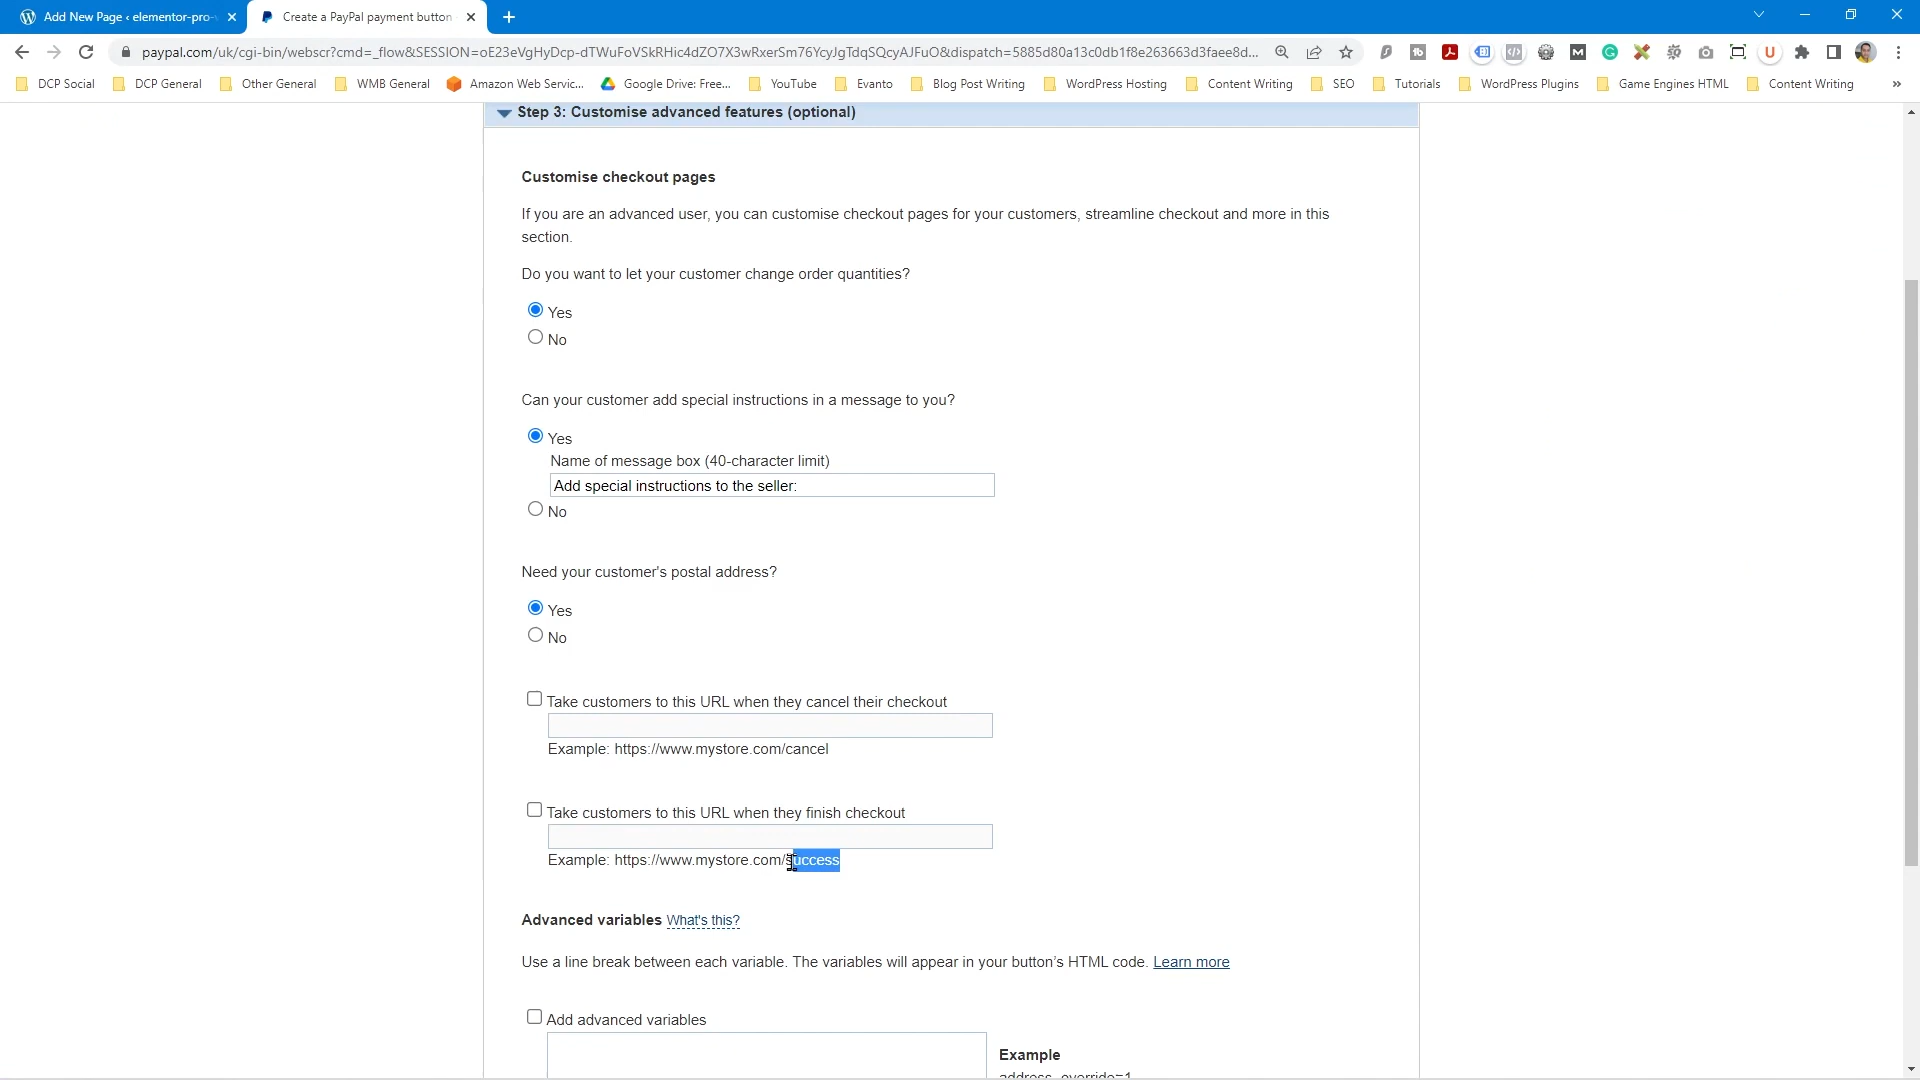 Add New Page ‹ elementor-pro-
Create a PayPal payment button
paypal.com/uk/cgi-bin/webscr?cmd=_flow&SESSION=oE23eVgHyDcp-dTWuFoVSkRHic4dZO7X3wRxerSm76YcyJgTdqSQcyAJFuO&dispatch=5885d80a13c0db1f8e263663d3faee8d...
DCP Social
DCP General
Other General
WMB General
Amazon Web Servic...
Google Drive: Free...
YouTube
Evanto
Blog Post Writing
WordPress Hosting
Content Writing
SEO
Tutorials
WordPress Plugins
Game Engines HTML
Content Writing
»
Step 3: Customise advanced features (optional)
Customise checkout pages
If you are an advanced user, you can customise checkout pages for your customers, streamline checkout and more in this
section.
Do you want to let your customer change order quantities?
Yes
No
Can your customer add special instructions in a message to you?
Yes
Name of message box (40-character limit)
Add special instructions to the seller:
No
Need your customer's postal address?
Yes
No
Take customers to this URL when they cancel their checkout
Example: https://www.mystore.com/cancel
Take customers to this URL when they finish checkout
Example: https://www.mystore.com/success
Advanced variables What's this?
Use a line break between each variable. The variables will appear in your button's HTML code. Learn more
Add advanced variables
Example
address_override=1